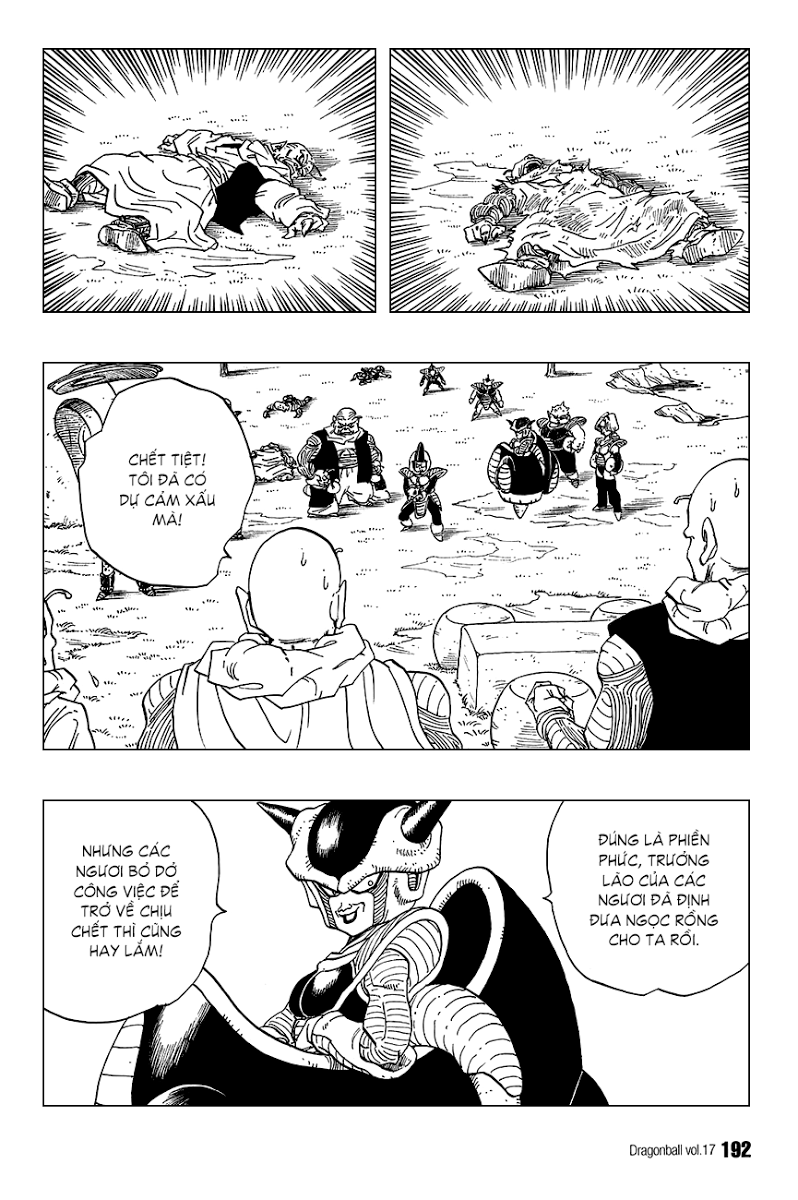 CHẾT TIỆT!
TÔI ĐÃ CÓ
DỰ CẢM XẤU
MÀ!
ĐÚNG LÀ PHIỀN
PHỨC, TRƯỞNG
LÃO CỦA CÁC
NGƯƠI ĐÃ ĐỊNH
ĐƯA NGỌC RỒNG
CHO TA RỒI.
NHƯNG CÁC
NGƯƠI BỎ DỞ
CÔNG VIỆC ĐỂ
TRỞ VỀ CHỊU
CHẾT THÌ CŨNG
HAY LẮM!
Dragonball vol.17 192